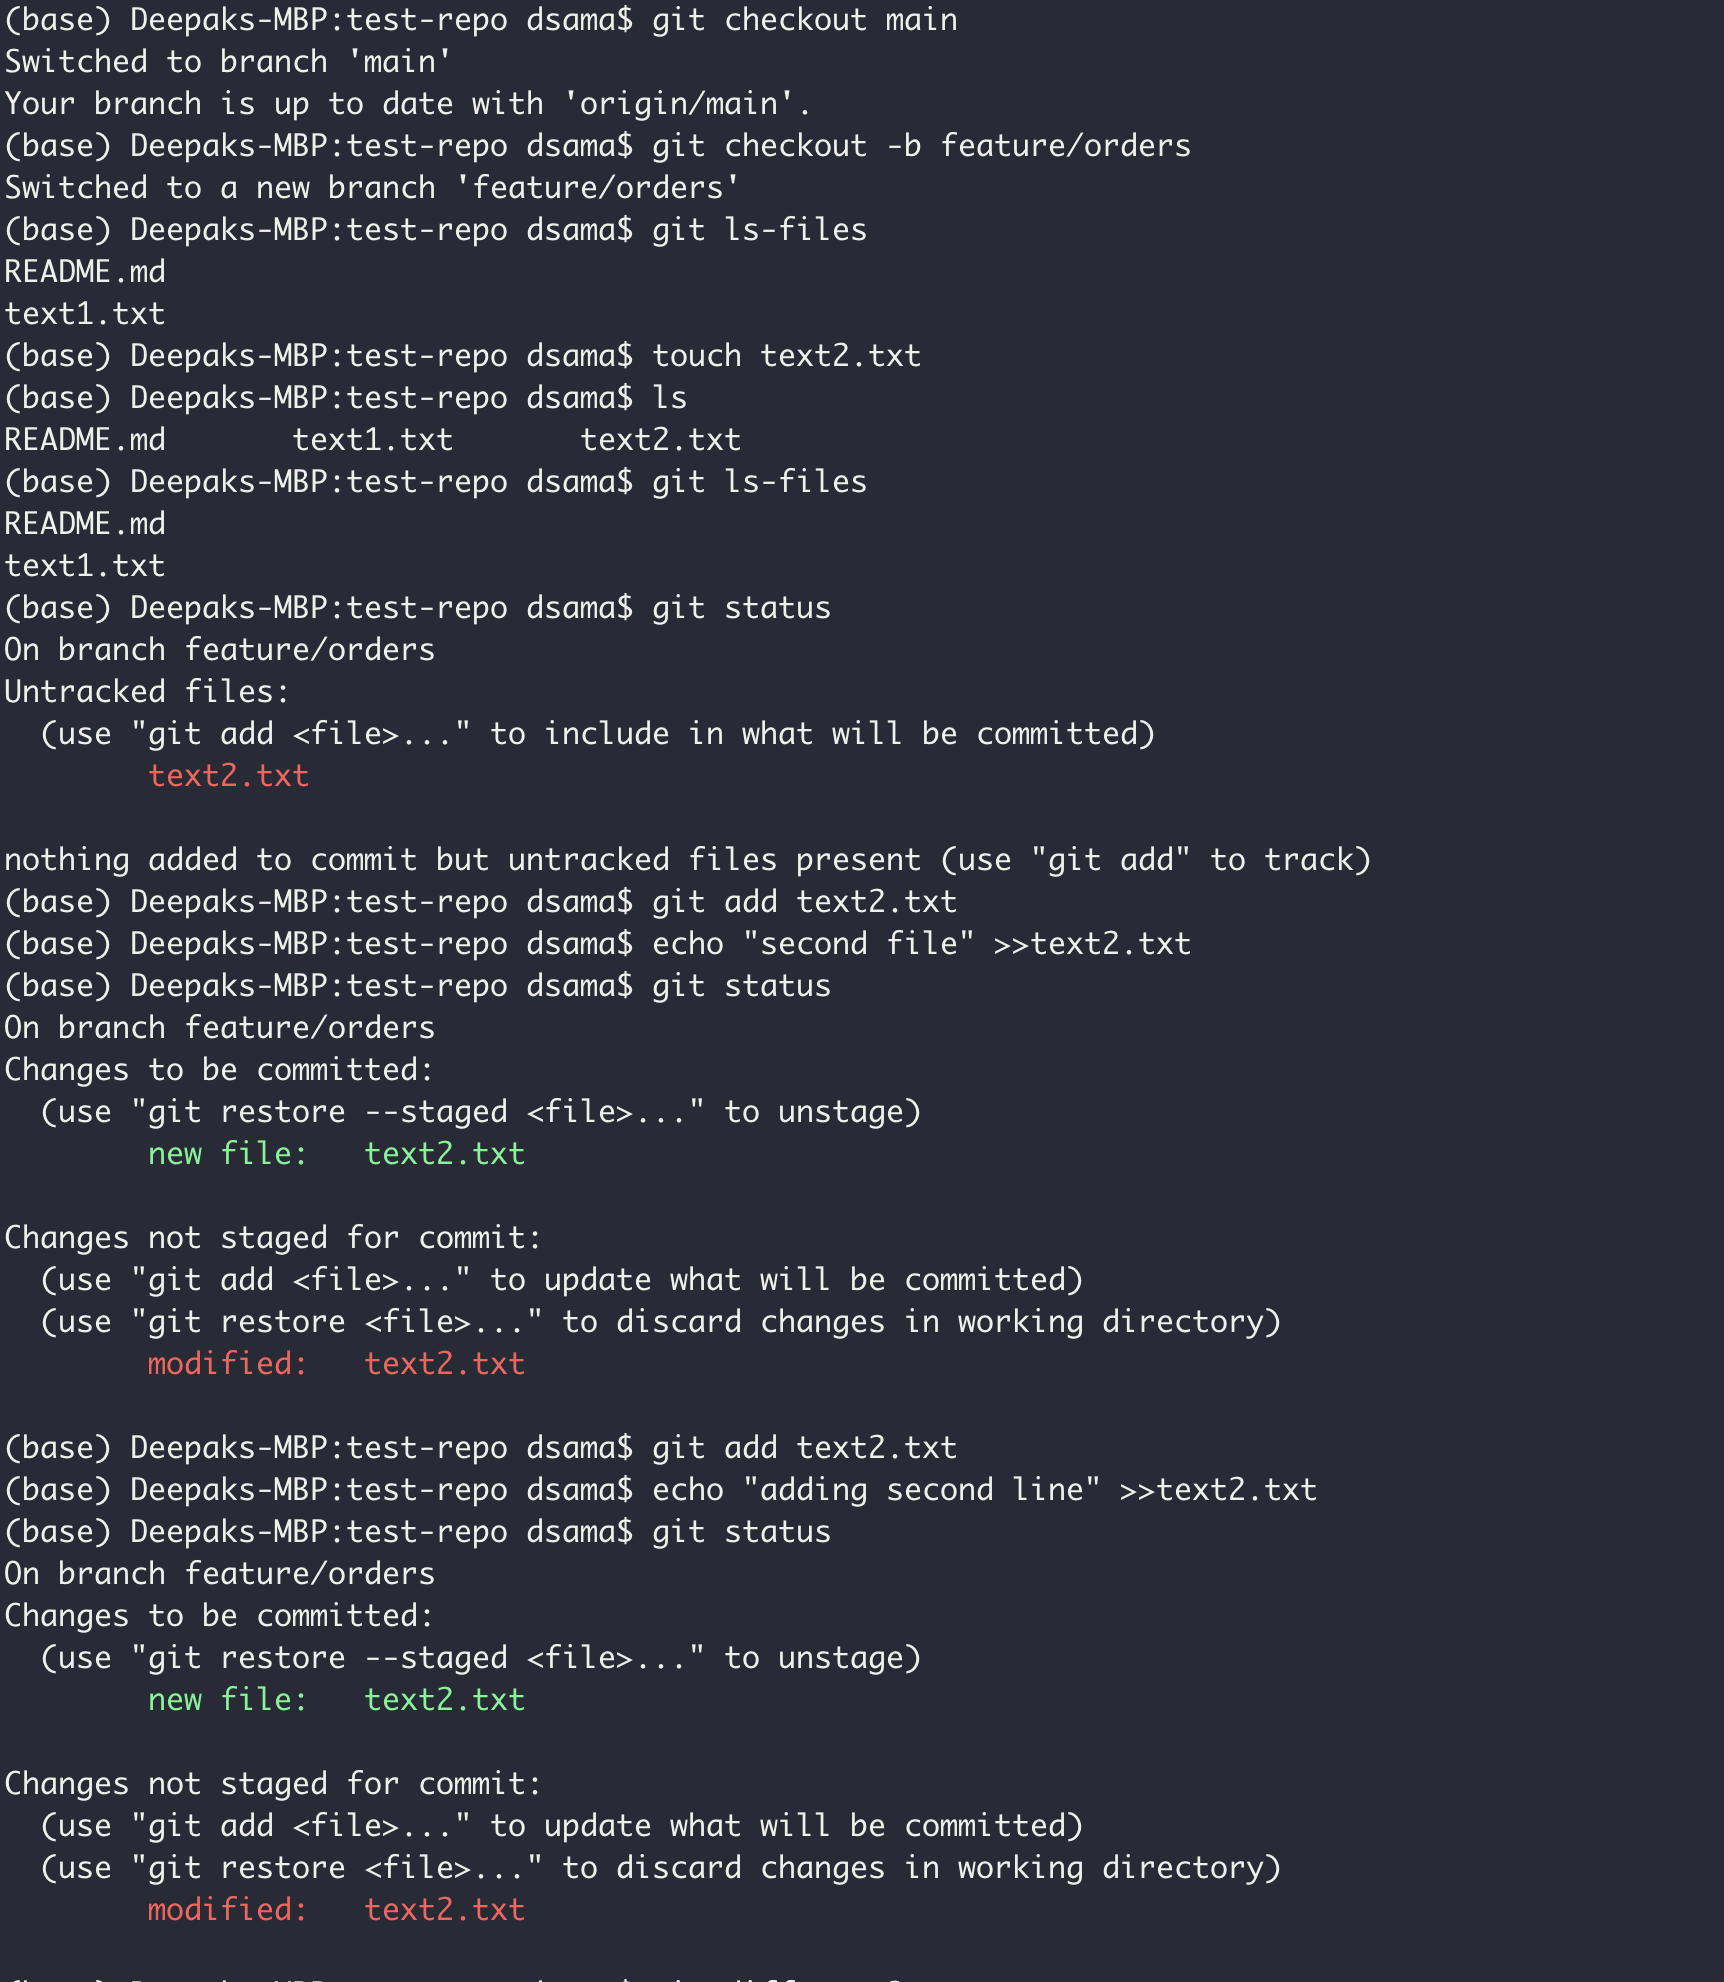 (base) Deepaks-MBP:test-repo dsama$ git checkout main
Switched to branch 'main'
Your branch is up to date with 'origin/main'.
(base) Deepaks-MBP:test-repo dsama$ git checkout -b feature/orders
Switched to a new branch 'feature/orders'
(base) Deepaks-MBP:test-repo dsama$ git ls-files
README.md
text1.txt
(base) Deepaks-MBP:test-repo dsama$ touch text2.txt
(base) Deepaks-MBP:test-repo dsama$ ls
README.md       text1.txt       text2.txt
(base) Deepaks-MBP:test-repo dsama$ git ls-files
README.md
text1.txt
(base) Deepaks-MBP:test-repo dsama$ git status
On branch feature/orders
Untracked files:
  (use "git add <file>..." to include in what will be committed)
        text2.txt

nothing added to commit but untracked files present (use "git add" to track)
(base) Deepaks-MBP:test-repo dsama$ git add text2.txt
(base) Deepaks-MBP:test-repo dsama$ echo "second file" >>text2.txt
(base) Deepaks-MBP:test-repo dsama$ git status
On branch feature/orders
Changes to be committed:
  (use "git restore --staged <file>..." to unstage)
        new file:   text2.txt

Changes not staged for commit:
  (use "git add <file>..." to update what will be committed)
  (use "git restore <file>..." to discard changes in working directory)
        modified:   text2.txt

(base) Deepaks-MBP:test-repo dsama$ git add text2.txt
(base) Deepaks-MBP:test-repo dsama$ echo "adding second line" >>text2.txt
(base) Deepaks-MBP:test-repo dsama$ git status
On branch feature/orders
Changes to be committed:
  (use "git restore --staged <file>..." to unstage)
        new file:   text2.txt

Changes not staged for commit:
  (use "git add <file>..." to update what will be committed)
  (use "git restore <file>..." to discard changes in working directory)
        modified:   text2.txt